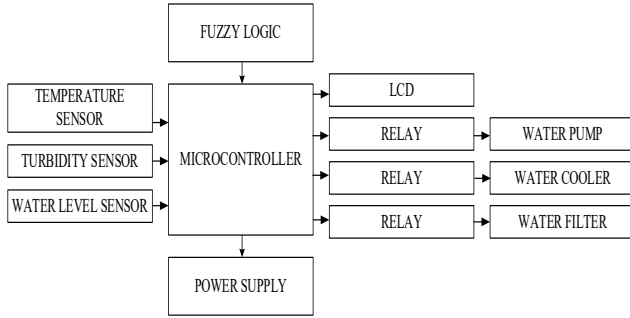 FUZZY LOGIC
TEMPERATURE
SENSOR
TURBIDITY SENSOR
WATER LEVEL SENSOR
MICROCONTROLLER
LCD
RELAY
WATER PUMP
RELAY
WATER COOLER
RELAY
WATER FILTER
POWER SUPPLY